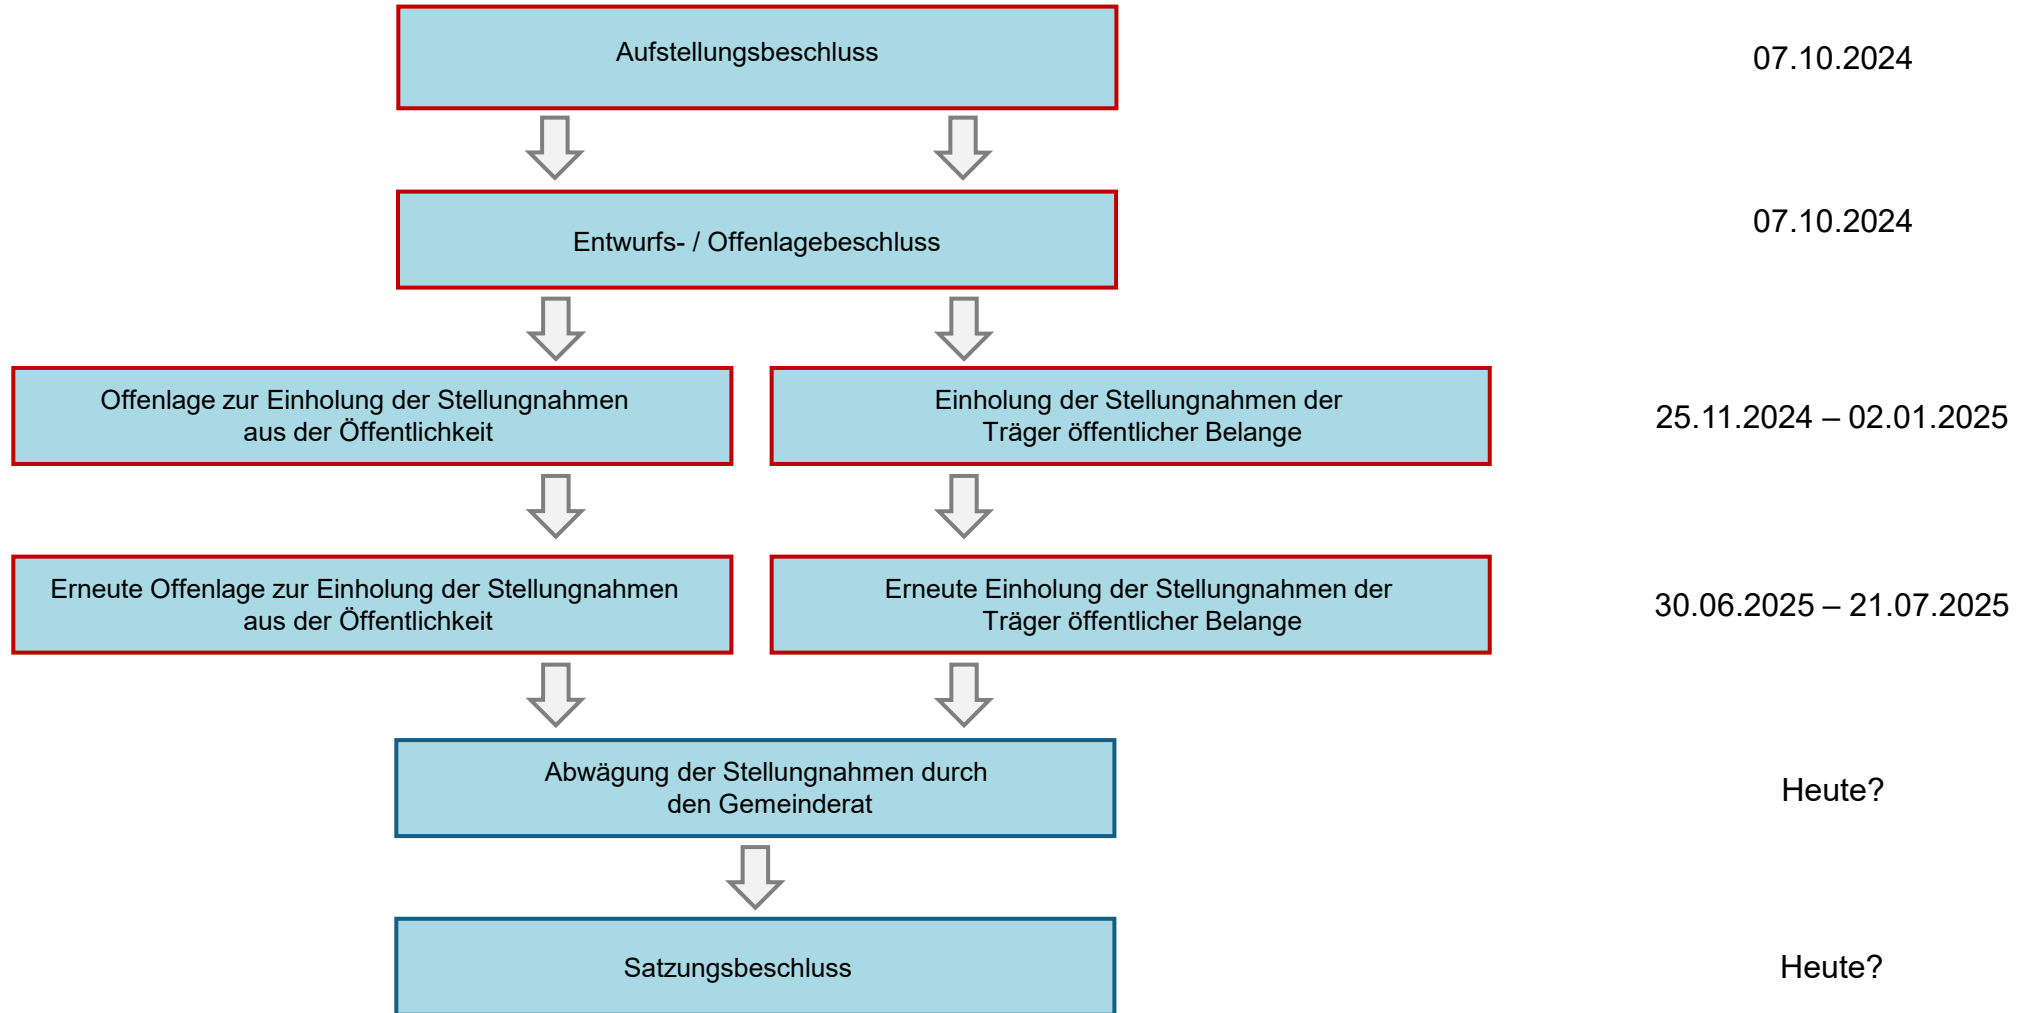 Aufstellungsbeschluss
07.10.2024
Entwurfs- / Offenlagebeschluss
07.10.2024
Offenlage zur Einholung der Stellungnahmen
aus der Öffentlichkeit
Einholung der Stellungnahmen der
Träger öffentlicher Belange
25.11.2024 – 02.01.2025
Erneute Offenlage zur Einholung der Stellungnahmen
aus der Öffentlichkeit
Erneute Einholung der Stellungnahmen der
Träger öffentlicher Belange
30.06.2025 – 21.07.2025
Abwägung der Stellungnahmen durch
den Gemeinderat
Heute?
Satzungsbeschluss
Heute?